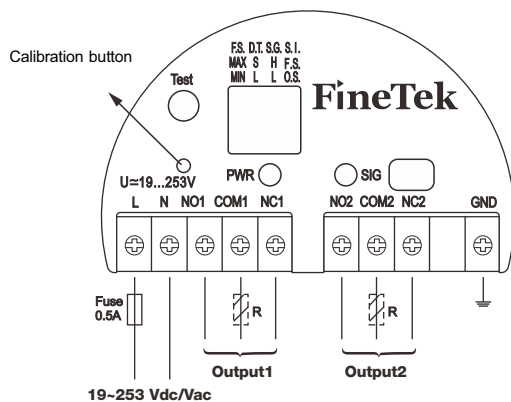 Calibration button
F.S. D.T. S.G. S.I.
MAX S H F.S.
MIN L L O.S.
Test
FineTek
PWR
SIG
U≃19...253V
L N NO1 COM1 NC1 NO2 COM2 NC2 GND
Fuse
0.5A
R
R
Output1
Output2
19~253 Vdc/Vac